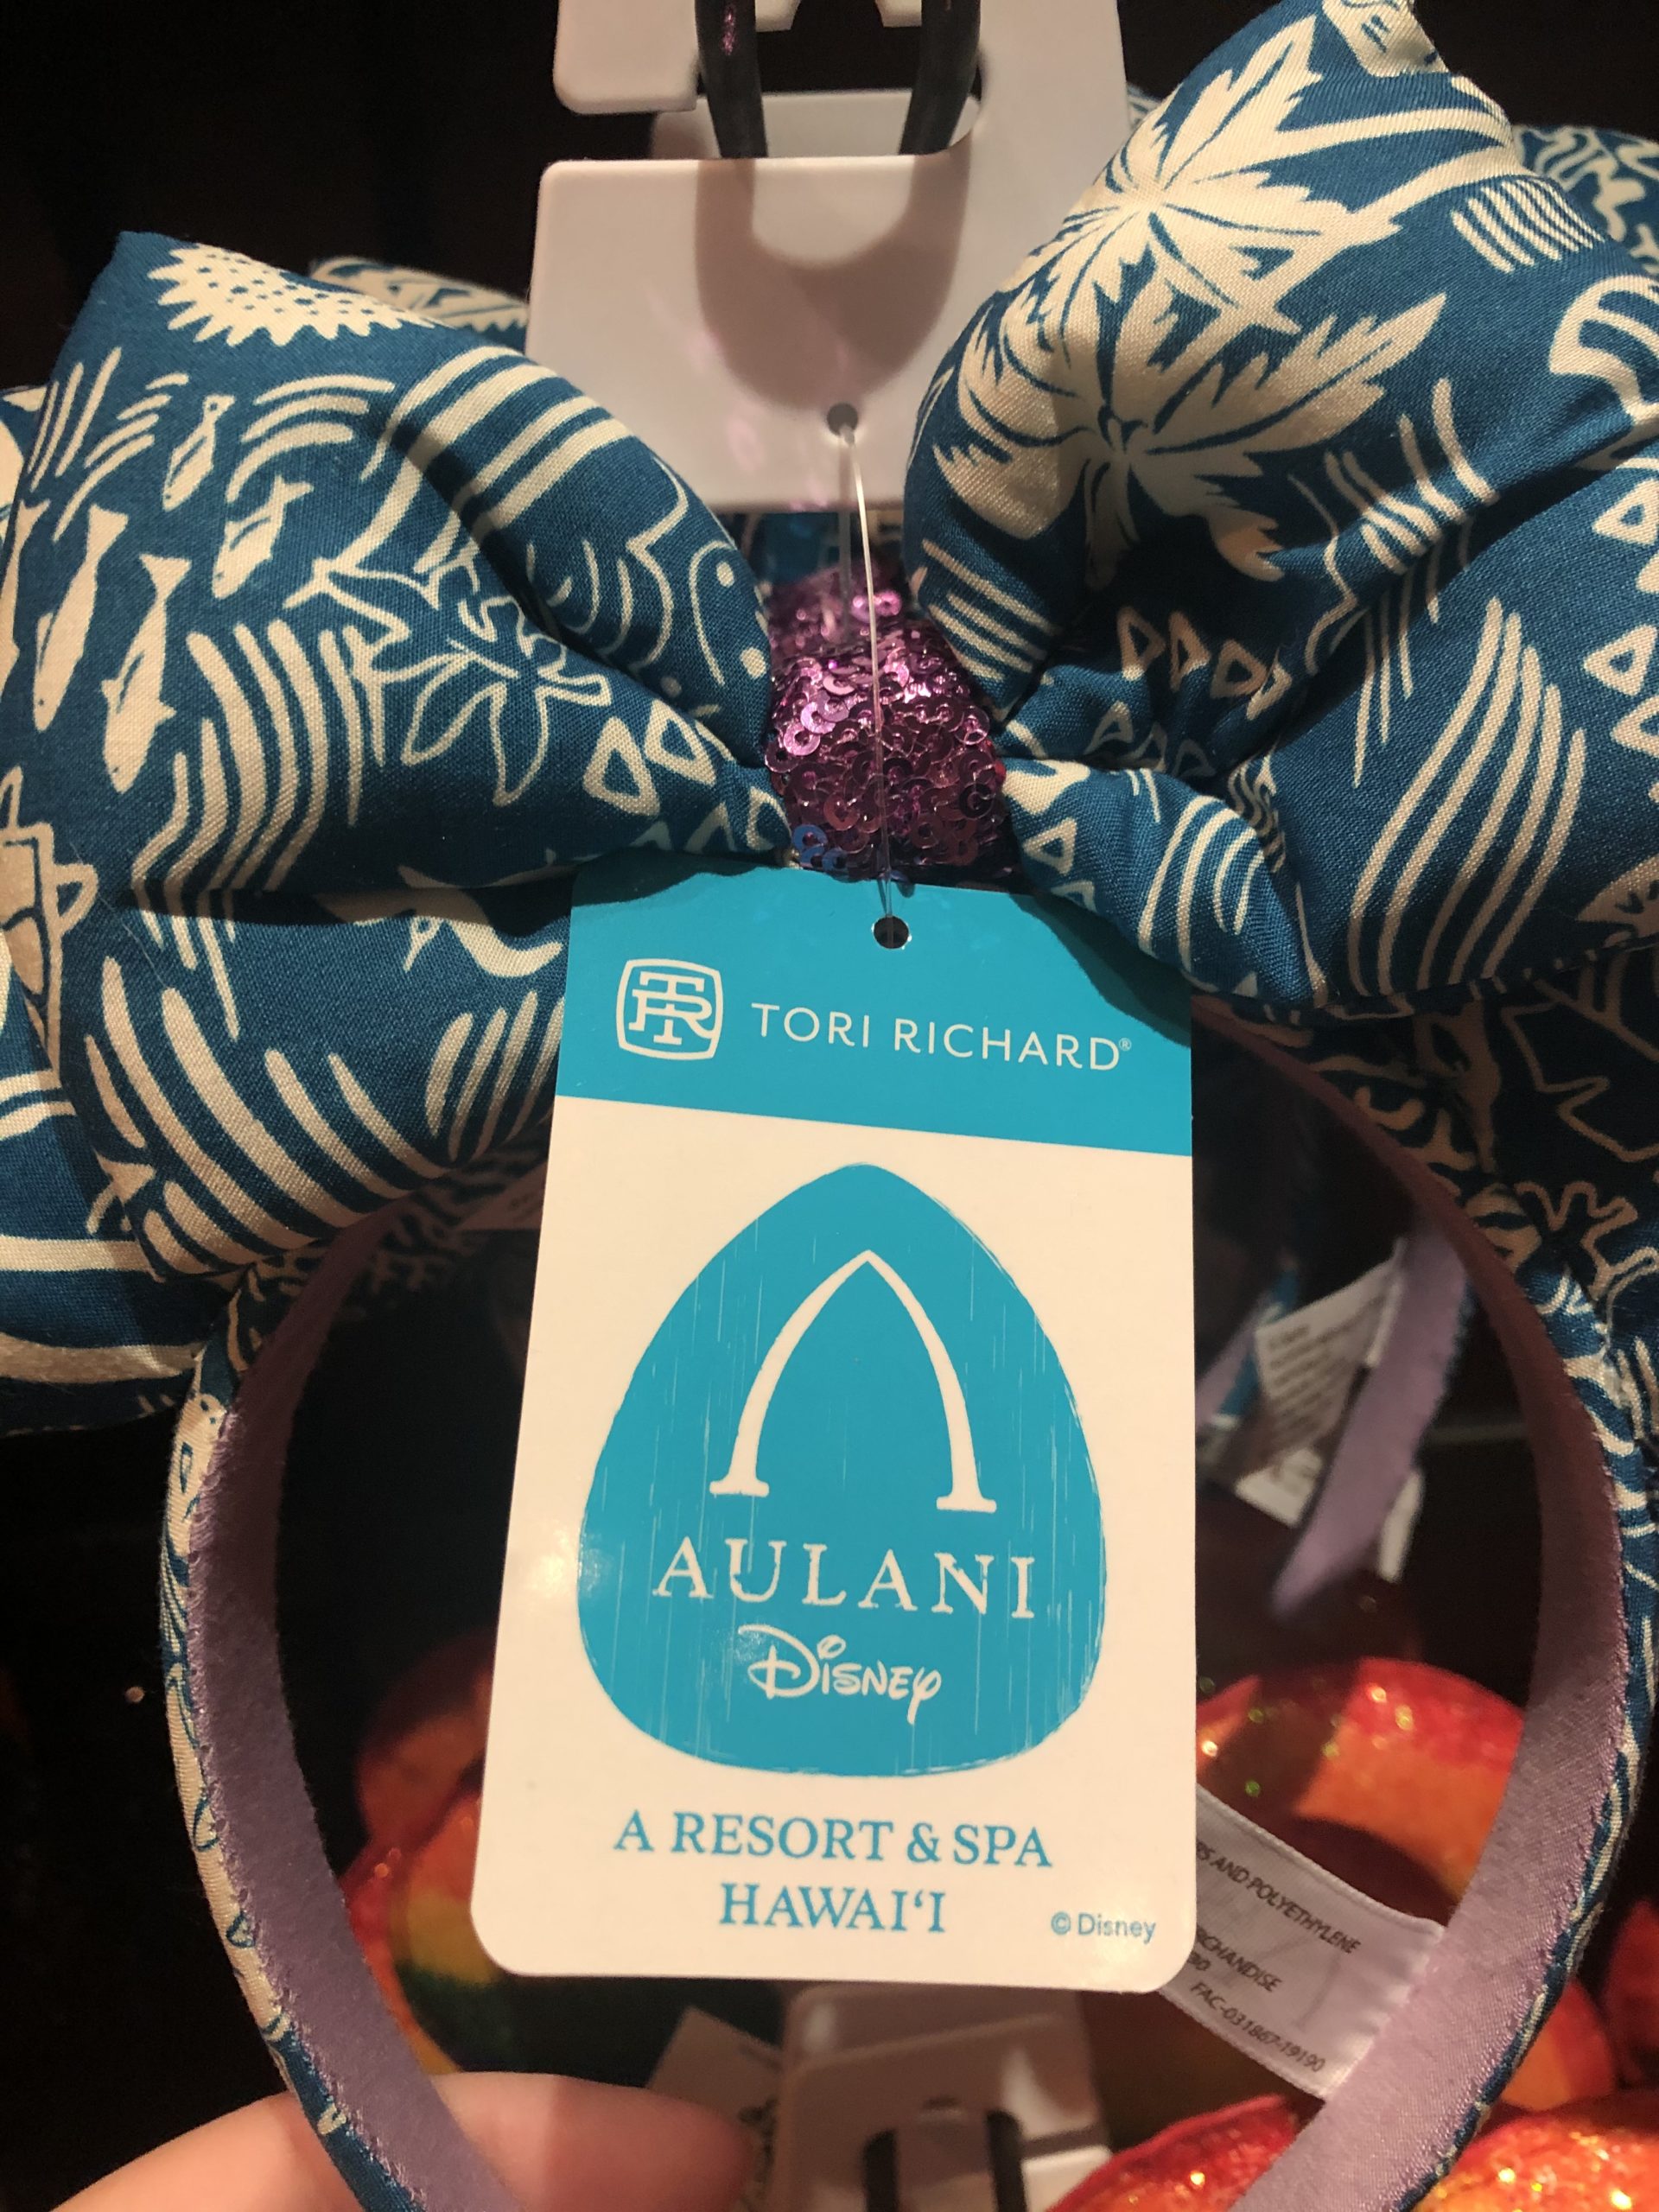 TR TORI RICHARD®
AULANI
Disney
A RESORT & SPA
HAWAI‘I
© Disney
AND POLYETHYLENE
FAC-031867-19190